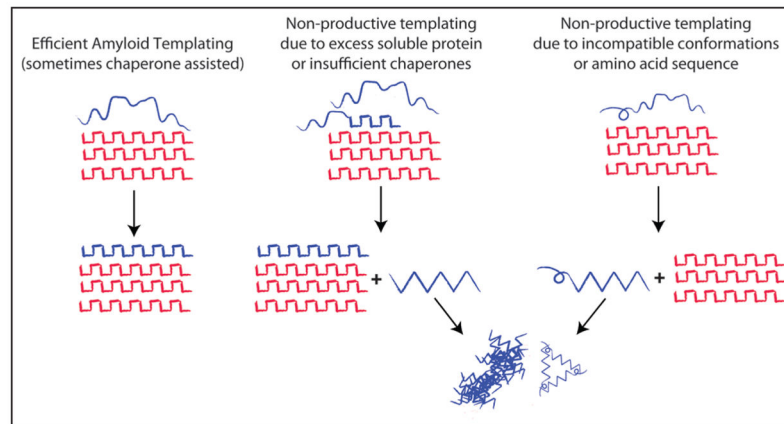 Efficient Amyloid Templating
(sometimes chaperone assisted)
Non-productive templating
due to excess soluble protein
or insufficient chaperones
Non-productive templating
due to incompatible conformations
or amino acid sequence
+
+